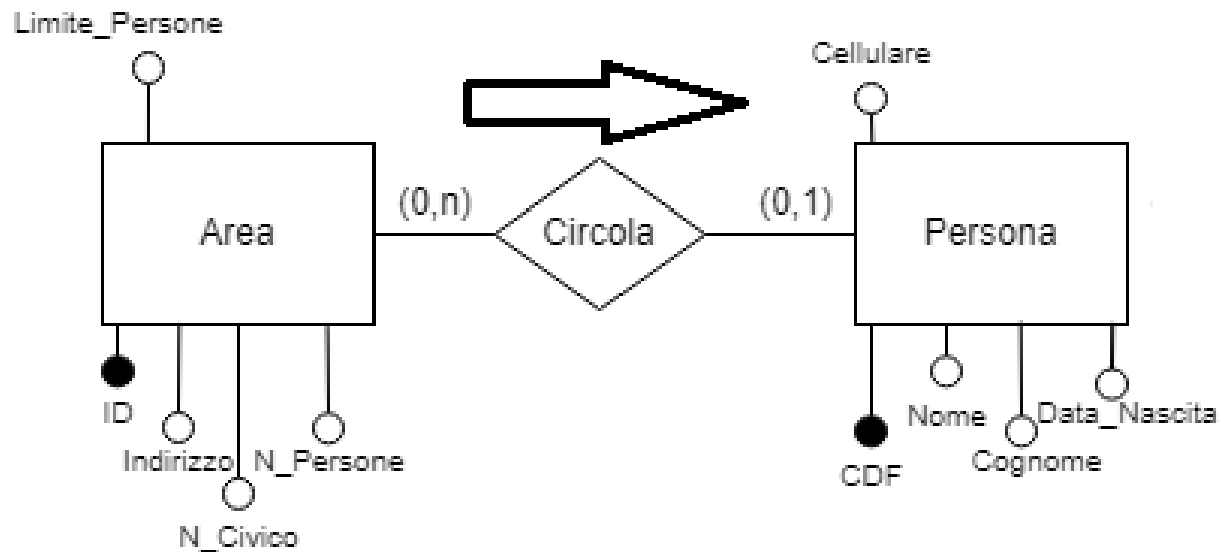 Limite_Persone
Cellulare
Area
(0,n)
Circola
(0,1)
Persona
ID
Indirizzo
N_Persone
N_Civico
CDF
Nome
Cognome
Data_Nascita